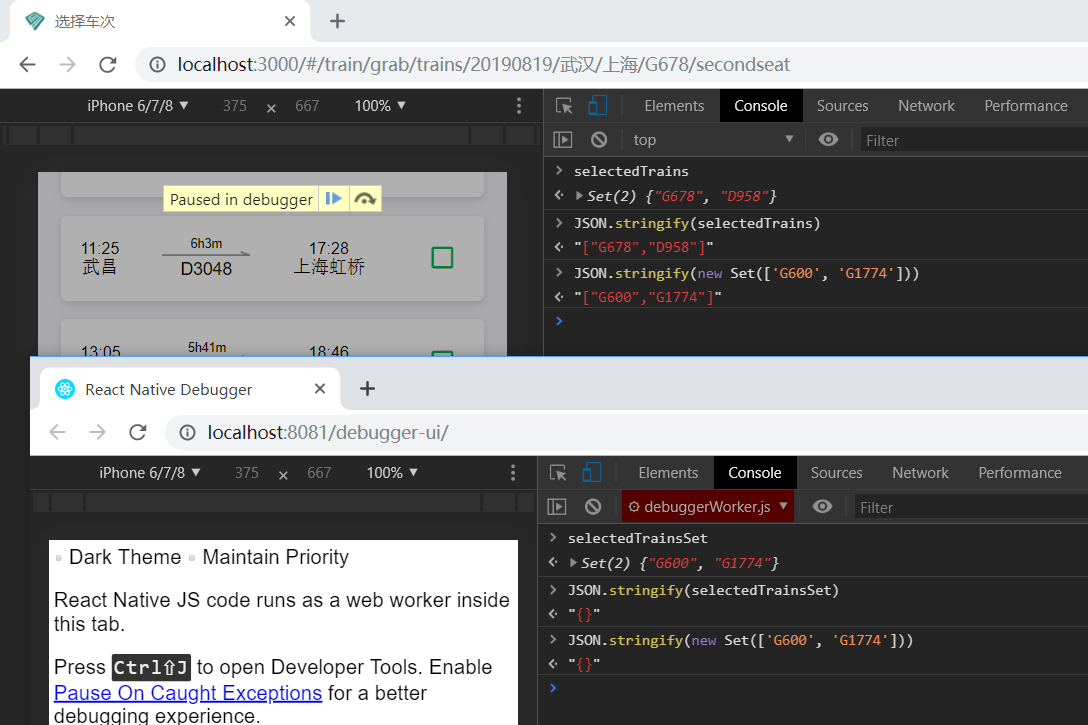 选择车次
localhost:3000/#/train/grab/trains/20190819/武汉/上海/G678/secondseat
iPhone 6/7/8 ▼ 375 × 667 100% ▼
Elements Console Sources Network Performance
top ▼ Filter
Paused in debugger
11:25 6h3m 17:28
武昌 D3048 上海虹桥
13:05 5h41m 18:46
> selectedTrains
Set(2) {"G678", "D958"}
> JSON.stringify(selectedTrains)
"["G678","D958"]"
> JSON.stringify(new Set(['G600', 'G1774']))
"["G600","G1774"]"
>
React Native Debugger
localhost:8081/debugger-ui/
iPhone 6/7/8 ▼ 375 × 667 100% ▼
Elements Console Sources Network Performance
debuggerWorker.js ▼ Filter
Dark Theme Maintain Priority
React Native JS code runs as a web worker inside
this tab.
Press Ctrl⇧J to open Developer Tools. Enable
Pause On Caught Exceptions for a better
debugging experience.
> selectedTrainsSet
Set(2) {"G600", "G1774"}
> JSON.stringify(selectedTrainsSet)
"{}"
> JSON.stringify(new Set(['G600', 'G1774']))
"{}"
>